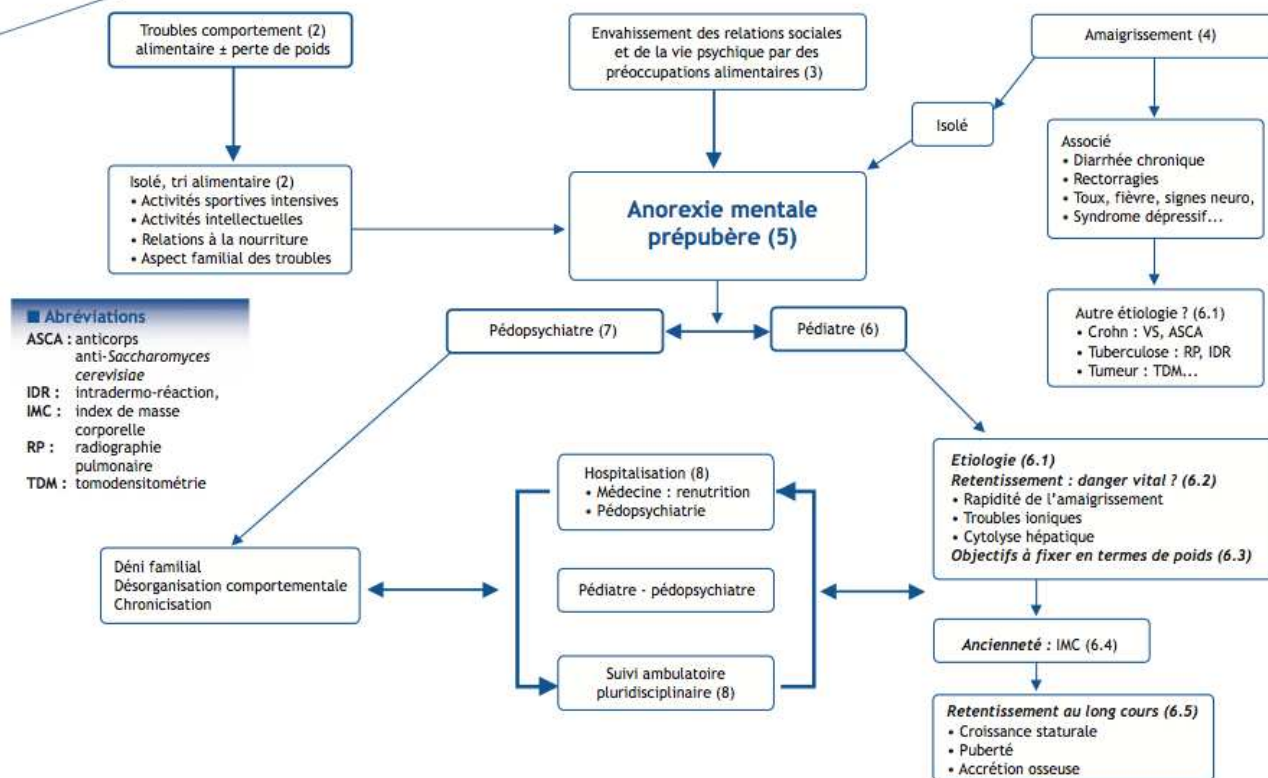 Troubles comportement (2)
alimentaire ± perte de poids
Envahissement des relations sociales
et de la vie psychique par des
préoccupations alimentaires (3)
Amaigrissement (4)
Isolé
Associé
• Diarrhée chronique
• Rectorragies
• Toux, fièvre, signes neuro,
• Syndrome dépressif...
Isolé, tri alimentaire (2)
• Activités sportives intensives
• Activités intellectuelles
• Relations à la nourriture
• Aspect familial des troubles
Anorexie mentale
prépubère (5)
Autre étiologie ? (6.1)
• Crohn : VS, ASCA
• Tuberculose : RP, IDR
• Tumeur : TDM...
■ Abréviations
ASCA : anticorps
anti-Saccharomyces
cerevisiae
IDR : intradermo-réaction,
IMC : index de masse
corporelle
RP : radiographie
pulmonaire
TDM : tomodensitométrie
Pédopsychiatre (7)
Pédiatre (6)
Etiologie (6.1)
Retentissement : danger vital ? (6.2)
• Rapidité de l'amaigrissement
• Troubles ioniques
• Cytolyse hépatique
Objectifs à fixer en termes de poids (6.3)
Hospitalisation (8)
• Médecine : renutrition
• Pédopsychiatrie
Déni familial
Désorganisation comportementale
Chronicisation
Pédiatre - pédopsychiatre
Suivi ambulatoire
pluridisciplinaire (8)
Ancienneté : IMC (6.4)
Retentissement au long cours (6.5)
• Croissance staturale
• Puberté
• Accrétion osseuse